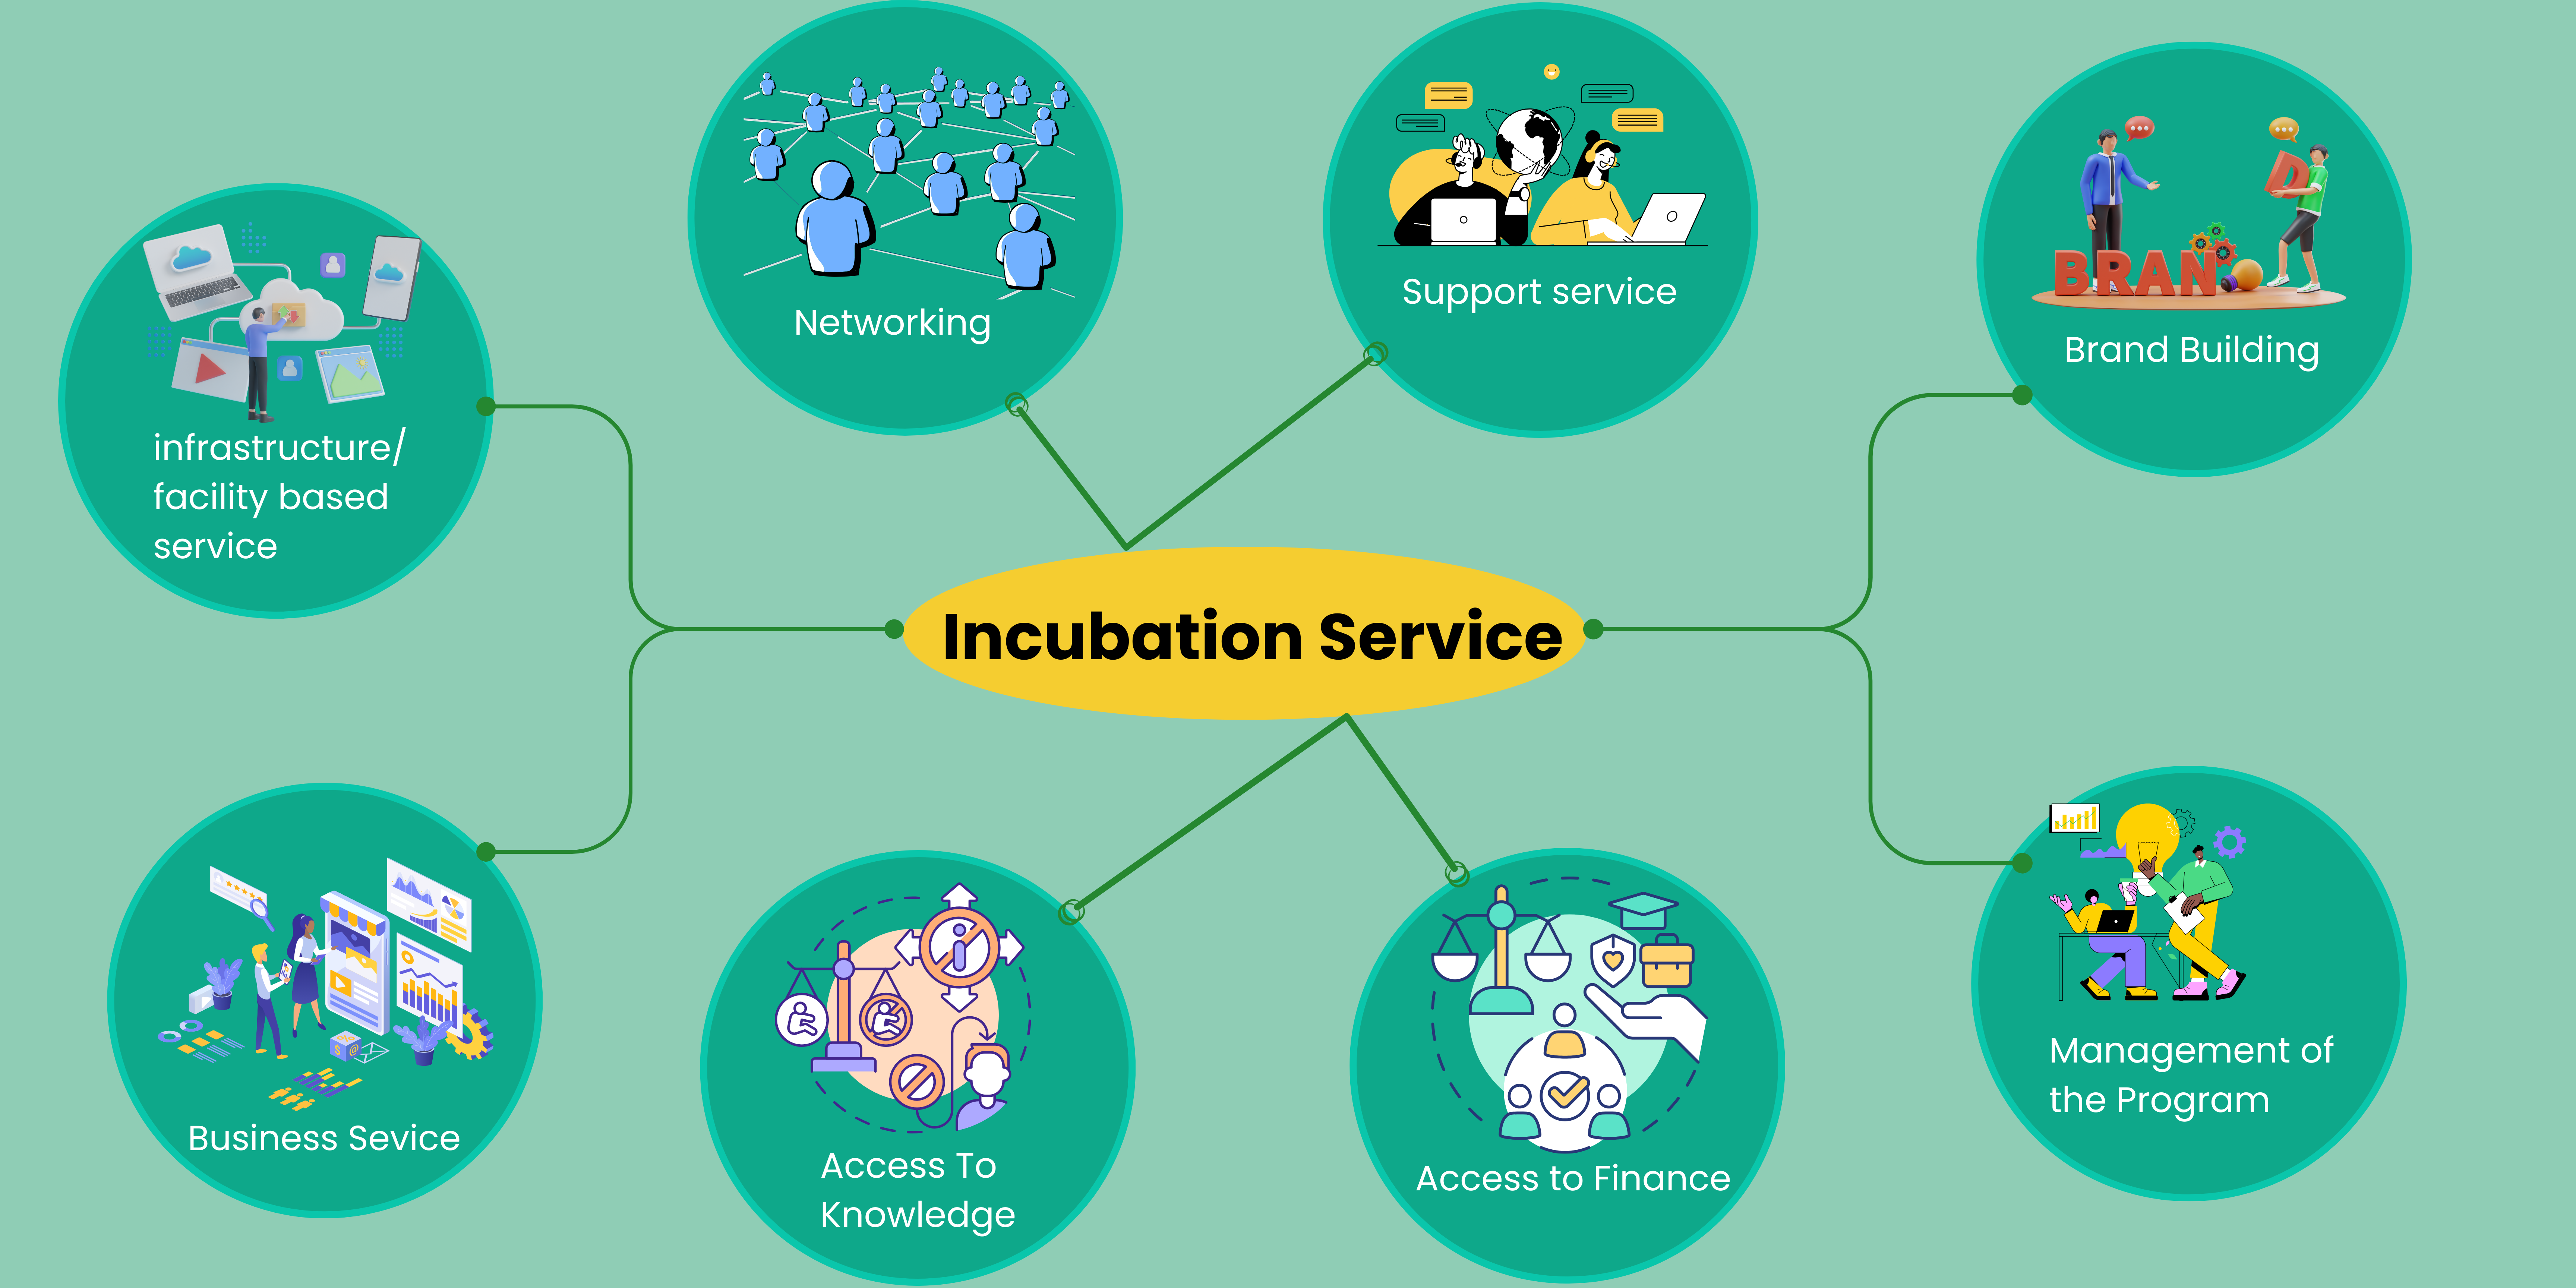 Networking
Support service
BRAN
D
Brand Building
infrastructure/
facility based
service
Incubation Service
Business Sevice
Access To
Knowledge
Access to Finance
Management of
the Program